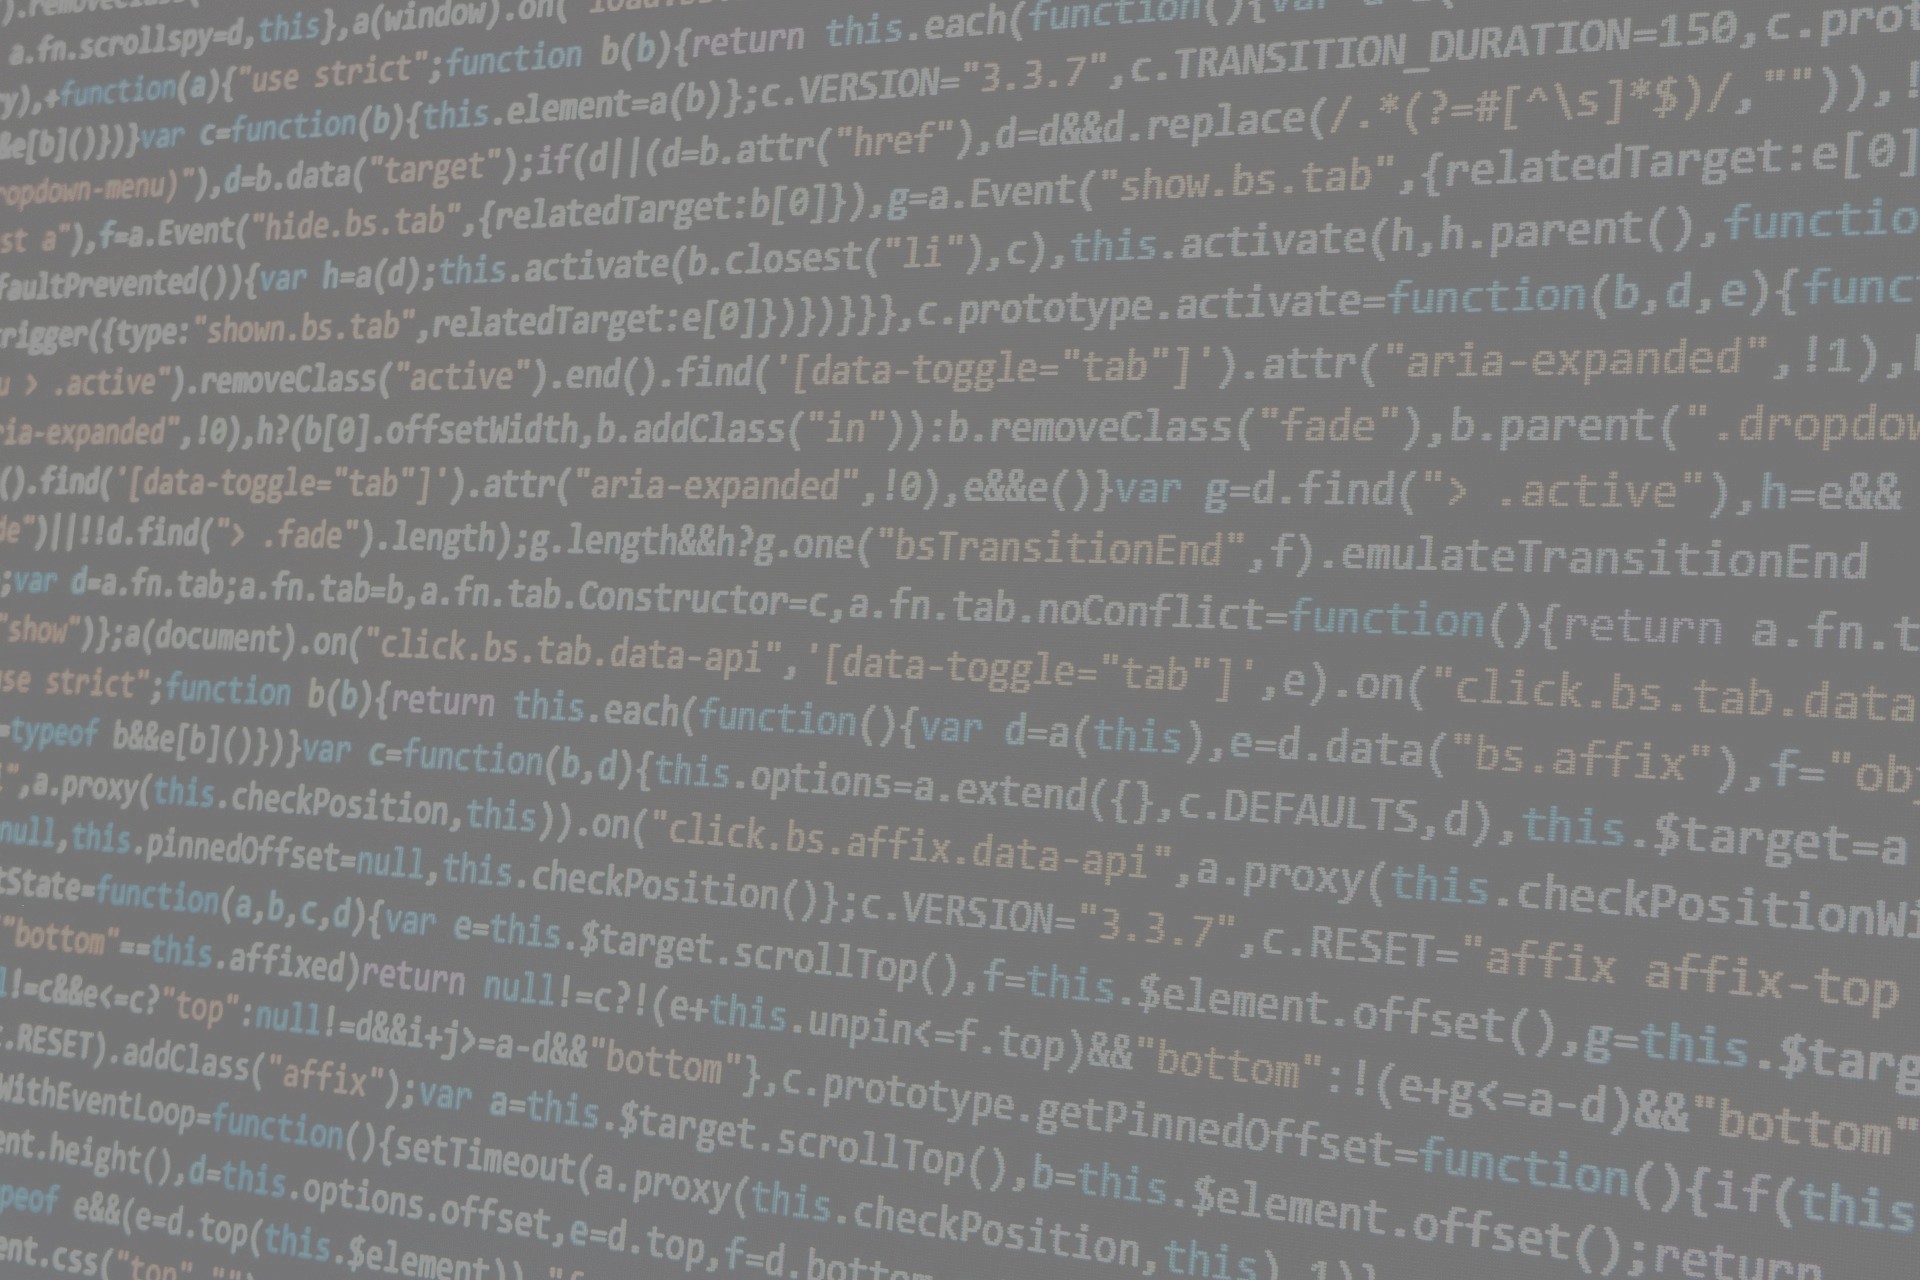 a.fn.scrollspy=d,this},a(window).on(
y),+function(a){"use strict";function b(b){return this.each(function(){var
&e[b]()})}var c=function(b){this.element=a(b)};c.VERSION="3.3.7",c.TRANSITION_DURATION=150,c.prot
ropdown-menu)"),d=b.data("target");if(d||(d=b.attr("href"),d=d&&d.replace(/.*(?=#[^\s]*$)/,"")),!
st a"),f=a.Event("hide.bs.tab",{relatedTarget:b[0]}),g=a.Event("show.bs.tab",{relatedTarget:e[0]
faultPrevented()){var h=a(d);this.activate(b.closest("li"),c),this.activate(h,h.parent(),functio
rigger({type:"shown.bs.tab",relatedTarget:e[0]})})}}},c.prototype.activate=function(b,d,e){func
u > .active").removeClass("active").end().find('[data-toggle="tab"]').attr("aria-expanded",!1),
ria-expanded",!0),h?(b[0].offsetWidth,b.addClass("in")):b.removeClass("fade"),b.parent(".dropdow
().find('[data-toggle="tab"]').attr("aria-expanded",!0),e&&e()}var g=d.find("> .active"),h=e&&
de")||!!d.find("> .fade").length);g.length&&h?g.one("bsTransitionEnd",f).emulateTransitionEnd
;var d=a.fn.tab;a.fn.tab=b,a.fn.tab.Constructor=c,a.fn.tab.noConflict=function(){return a.fn.t
"show")};a(document).on("click.bs.tab.data-api",'[data-toggle="tab"]',e).on("click.bs.tab.data
se strict";function b(b){return this.each(function(){var d=a(this),e=d.data("bs.affix"),f="ob
=typeof b&&e[b]()})}var c=function(b,d){this.options=a.extend({},c.DEFAULTS,d),this.$target=a
",a.proxy(this.checkPosition,this)).on("click.bs.affix.data-api",a.proxy(this.checkPositionWi
null,this.pinnedOffset=null,this.checkPosition()};c.VERSION="3.3.7",c.RESET="affix affix-top
tState=function(a,b,c,d){var e=this.$target.scrollTop(),f=this.$element.offset(),g=this.$targ
"bottom"==this.affixed)return null!=c?!(e+this.unpin<=f.top)&&"bottom":!(e+g<=a-d)&&"bottom"
l!=c&&e<=c?"top":null!=d&&i+j>=a-d&&"bottom"},c.prototype.getPinnedOffset=function(){if(this
.RESET).addClass("affix");var a=this.$target.scrollTop(),b=this.$element.offset();return
WithEventLoop=function(){setTimeout(a.proxy(this.checkPosition,this),1)}
ent.height(),d=this.options.offset,e=d.top,f=d.bottom
peof e&&(e=d.top(this.$element)),
ent.css("top"